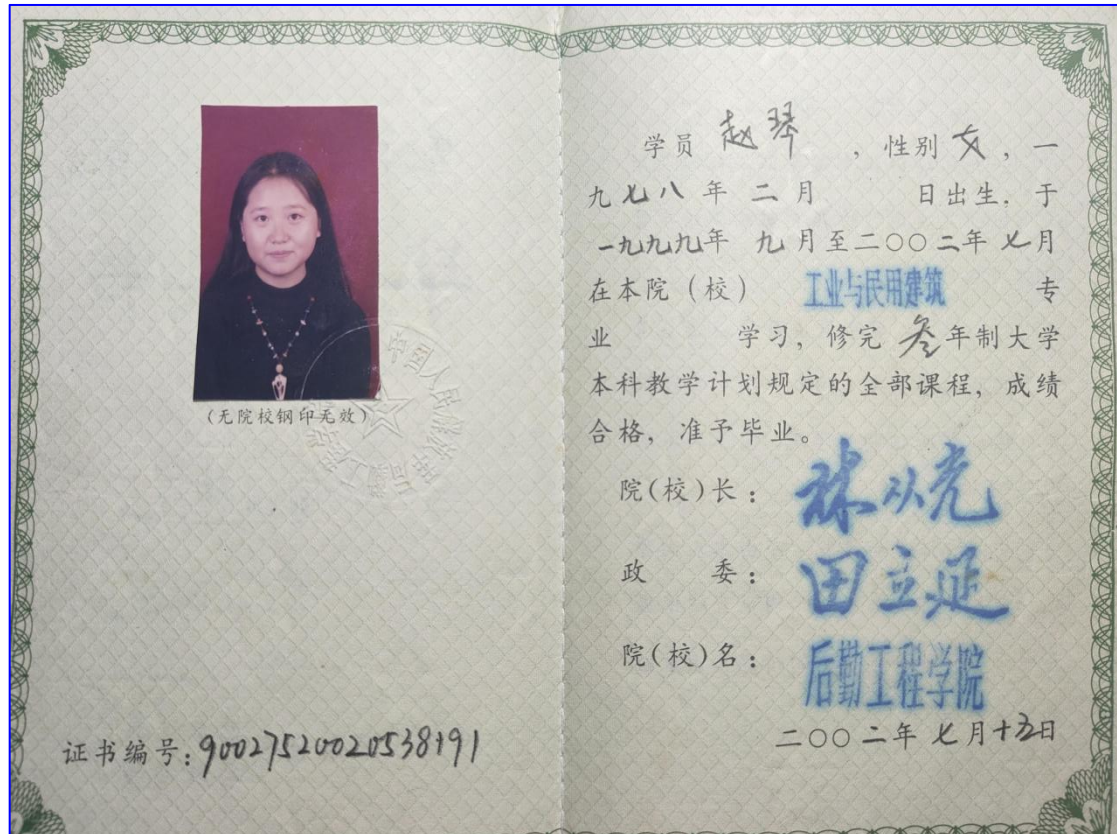 (无院校钢印无效)
证书编号:90027520020538191
学员 赵琴 ,性别 女,一
九七八年 二月 日出生,于
一九九九年 九月至二〇〇二年 七月
在本院(校) 工业与民用建筑 专
业 学习,修完 叁年制大学
本科教学计划规定的全部课程,成绩
合格,准予毕业。
院(校)长:
政 委:田立延
院(校)名:后勤工程学院
二〇〇二年 七月十五日